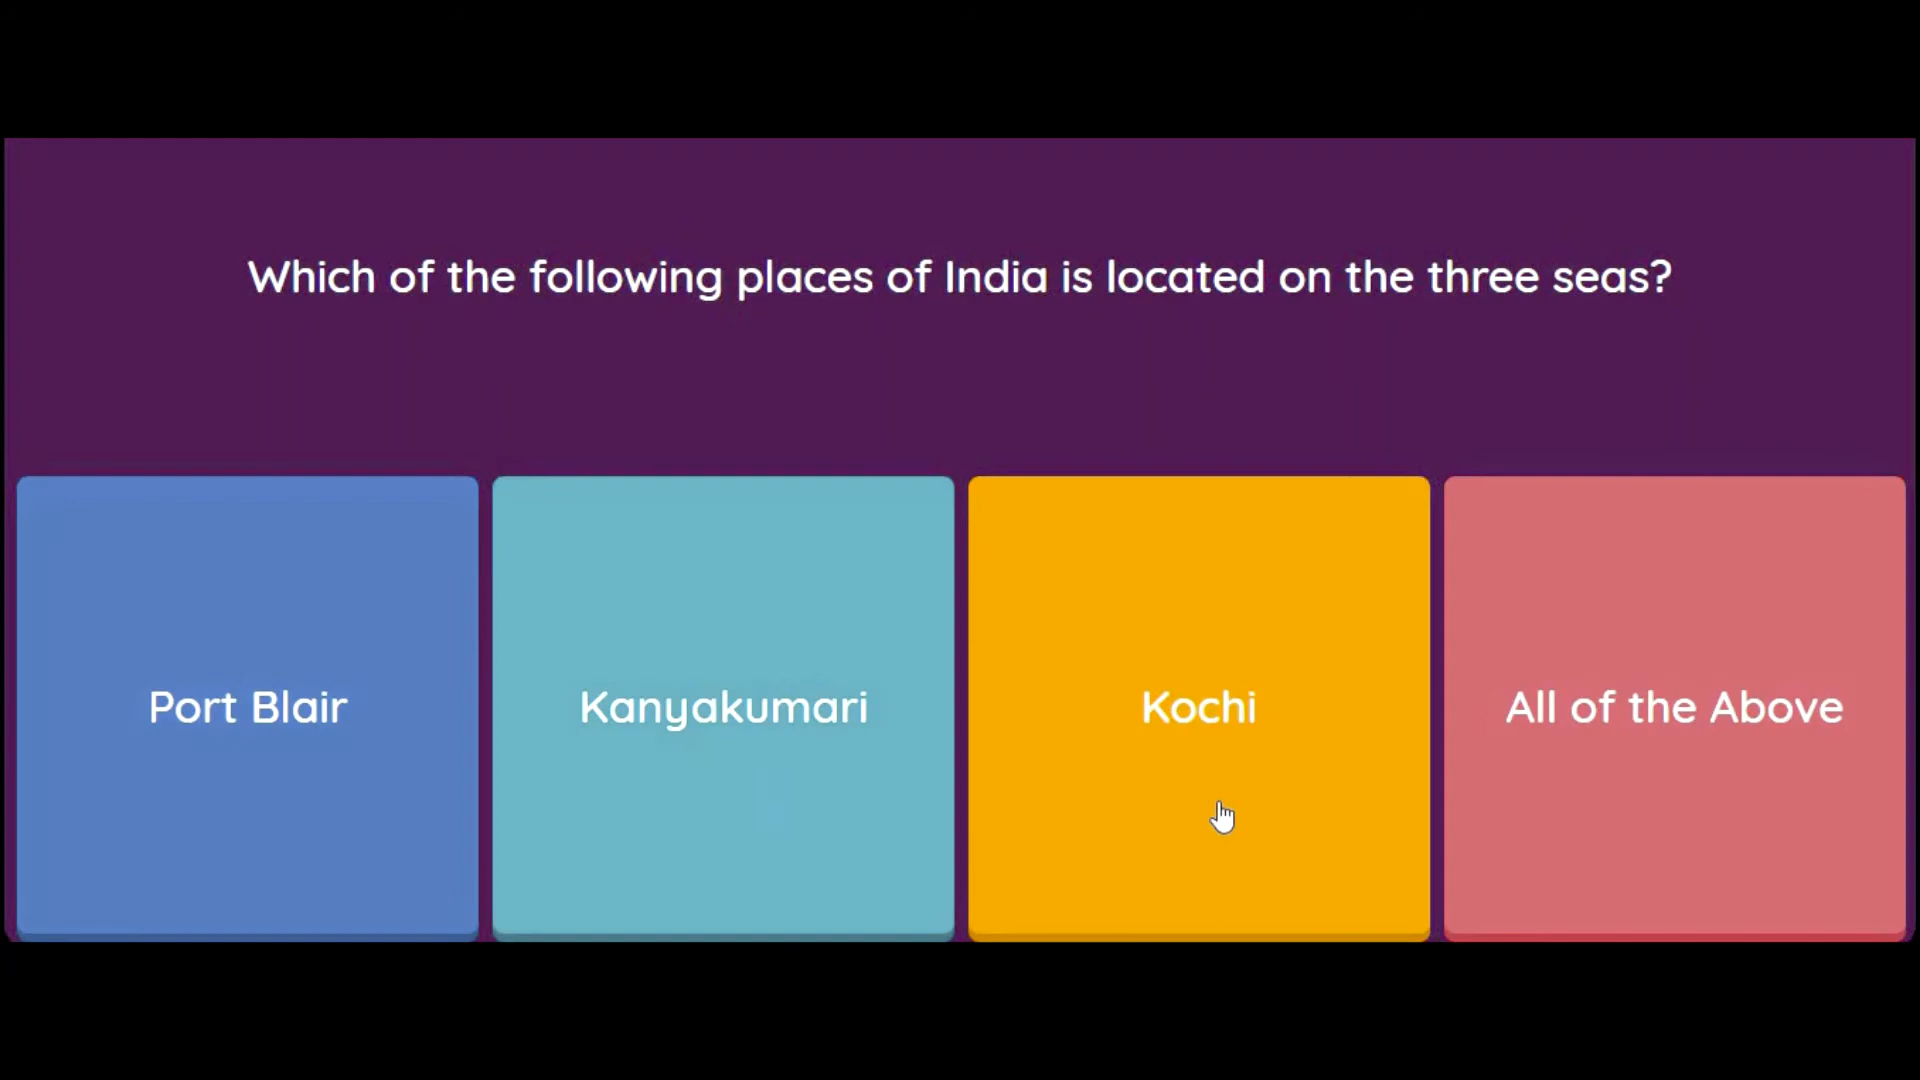 Which of the following places of India is located on the three seas?
Port Blair
Kanyakumari
Kochi
All of the Above